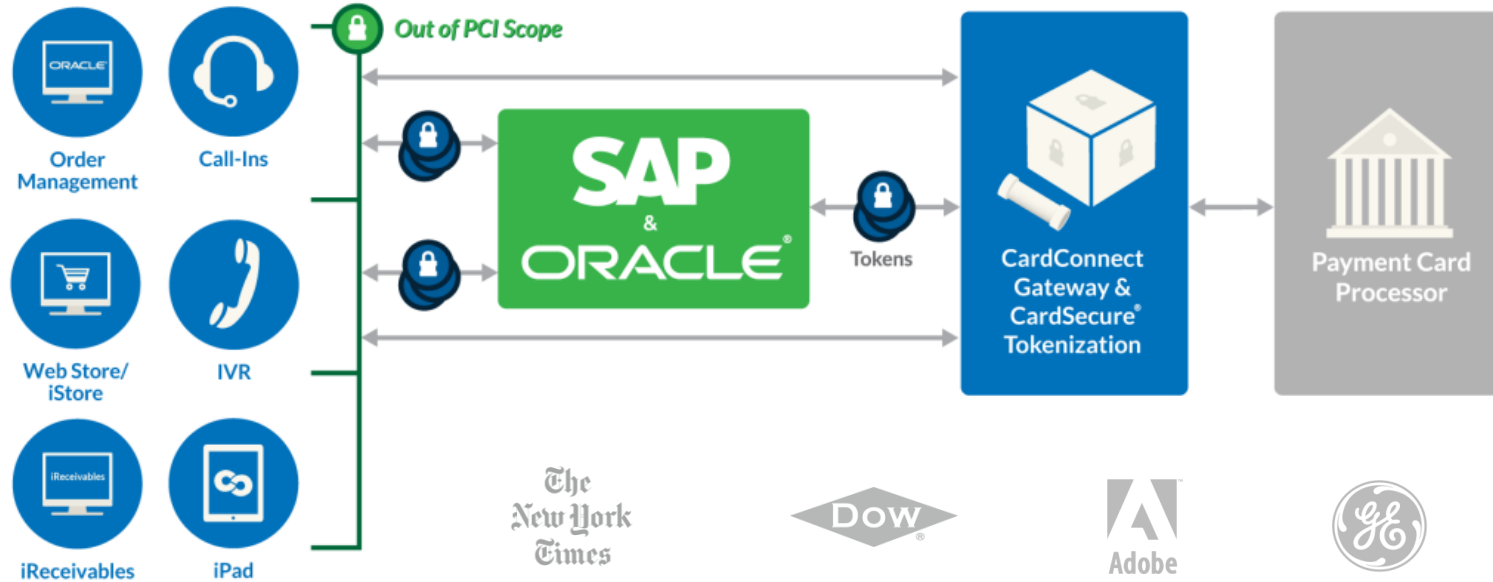 ORACLE®
Order
Management
Call-Ins
Web Store/
iStore
IVR
iReceivables
iReceivables
iPad
Out of PCI Scope
SAP
&
ORACLE®
Tokens
CardConnect
Gateway &
CardSecure®
Tokenization
Payment Card
Processor
The
New York
Times
DOW®
Adobe™
GE